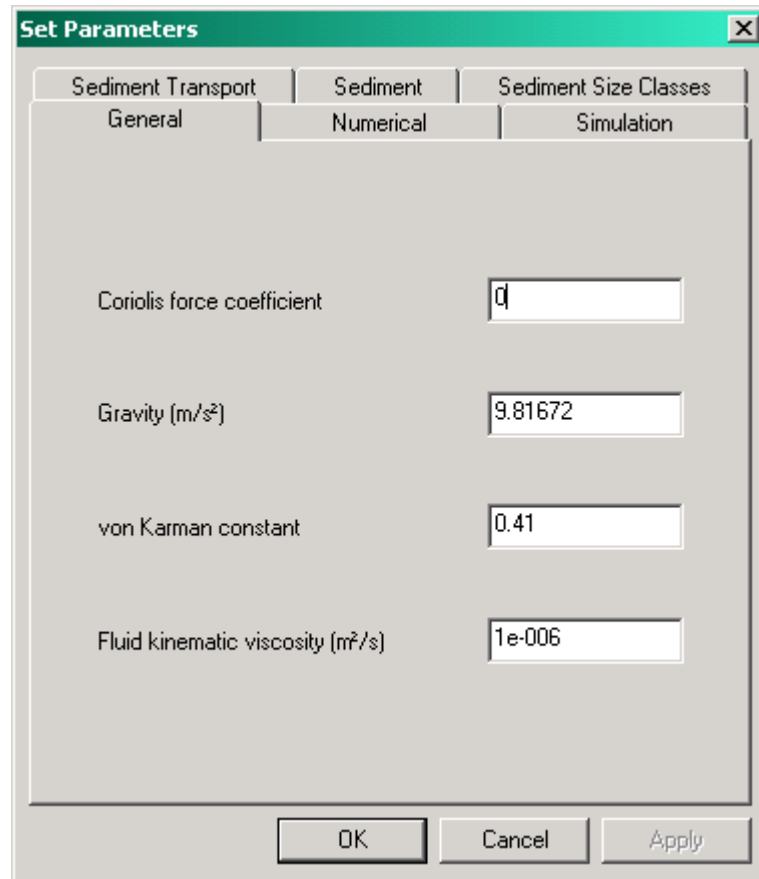 Set Parameters
Sediment Transport Sediment Sediment Size Classes
General Numerical Simulation
Coriolis force coefficient 0
Gravity (m/s²) 9.81672
von Karman constant 0.41
Fluid kinematic viscosity (m²/s) 1e-006
OK Cancel Apply